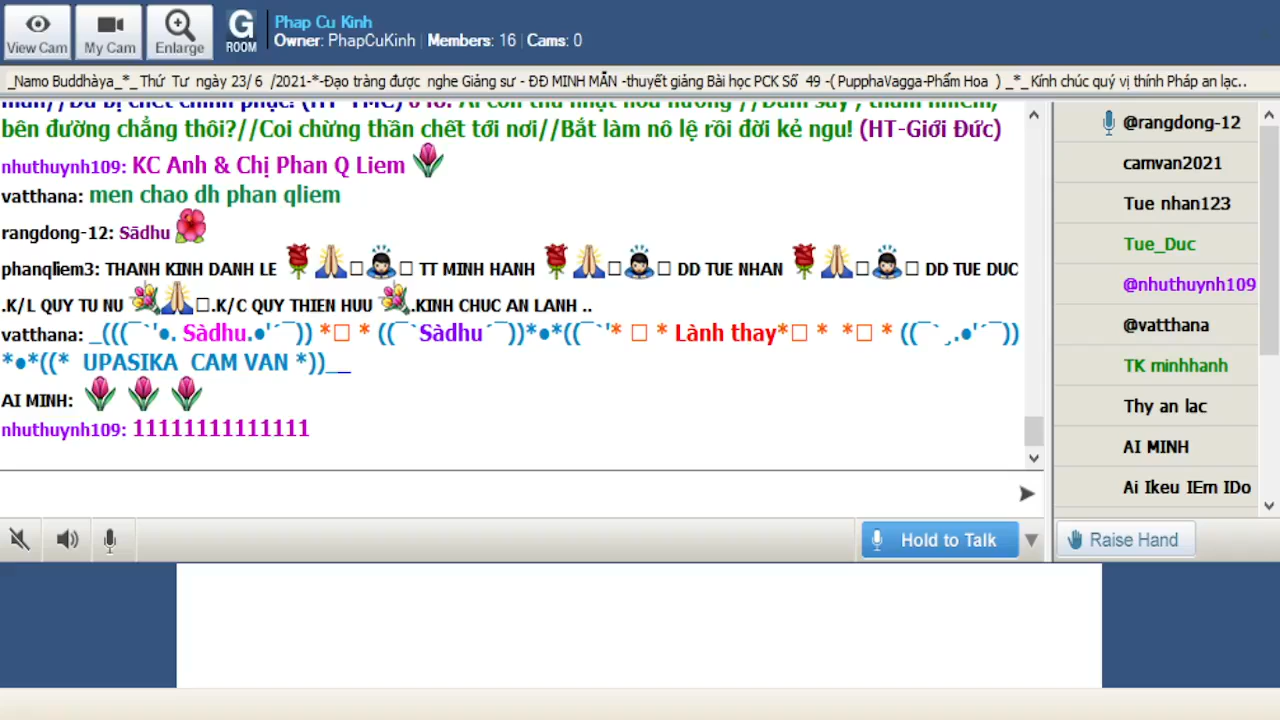 View Cam
My Cam
Enlarge
G
ROOM
Phap Cu Kinh
Owner: PhapCuKinh | Members: 16 | Cams: 0
_Namo Buddhàya_*_ Thứ Tư ngày 23/ 6 /2021-*-Đạo tràng được nghe Giảng sư - ĐĐ MINH MẪN -thuyết giảng Bài học PCK Số 49 -( PupphaVagga-Phẩm Hoa ) _*_ Kính chúc quý vị thính Pháp an lạc..
bên đường chẳng thôi?//Coi chừng thần chết tới nơi//Bắt làm nô lệ rồi đời kẻ ngu! (HT-Giới Đức)
nhuthuynh109: KC Anh & Chị Phan Q Liem
vatthana: men chao dh phan qliem
rangdong-12: Sādhu
phanqliem3: THANH KINH DANH LE TT MINH HANH DD TUE NHAN DD TUE DUC
.K/L QUY TU NU .K/C QUY THIEN HUU .KINH CHUC AN LANH ..
vatthana: _(((¯`'●. Sàdhu.●'´¯)) *□ * ((¯`Sàdhu´¯))*●*((¯`'* □ * Lành thay*□ * *□ * ((¯` ¸.●'´¯))
*●*((* UPASIKA CAM VAN *))__
AI MINH:
nhuthuynh109: 11111111111111
Hold to Talk
@rangdong-12
camvan2021
Tue nhan123
Tue_Duc
@nhuthuynh109
@vatthana
TK minhhanh
Thy an lac
AI MINH
Ai Ikeu IEm IDo
Raise Hand